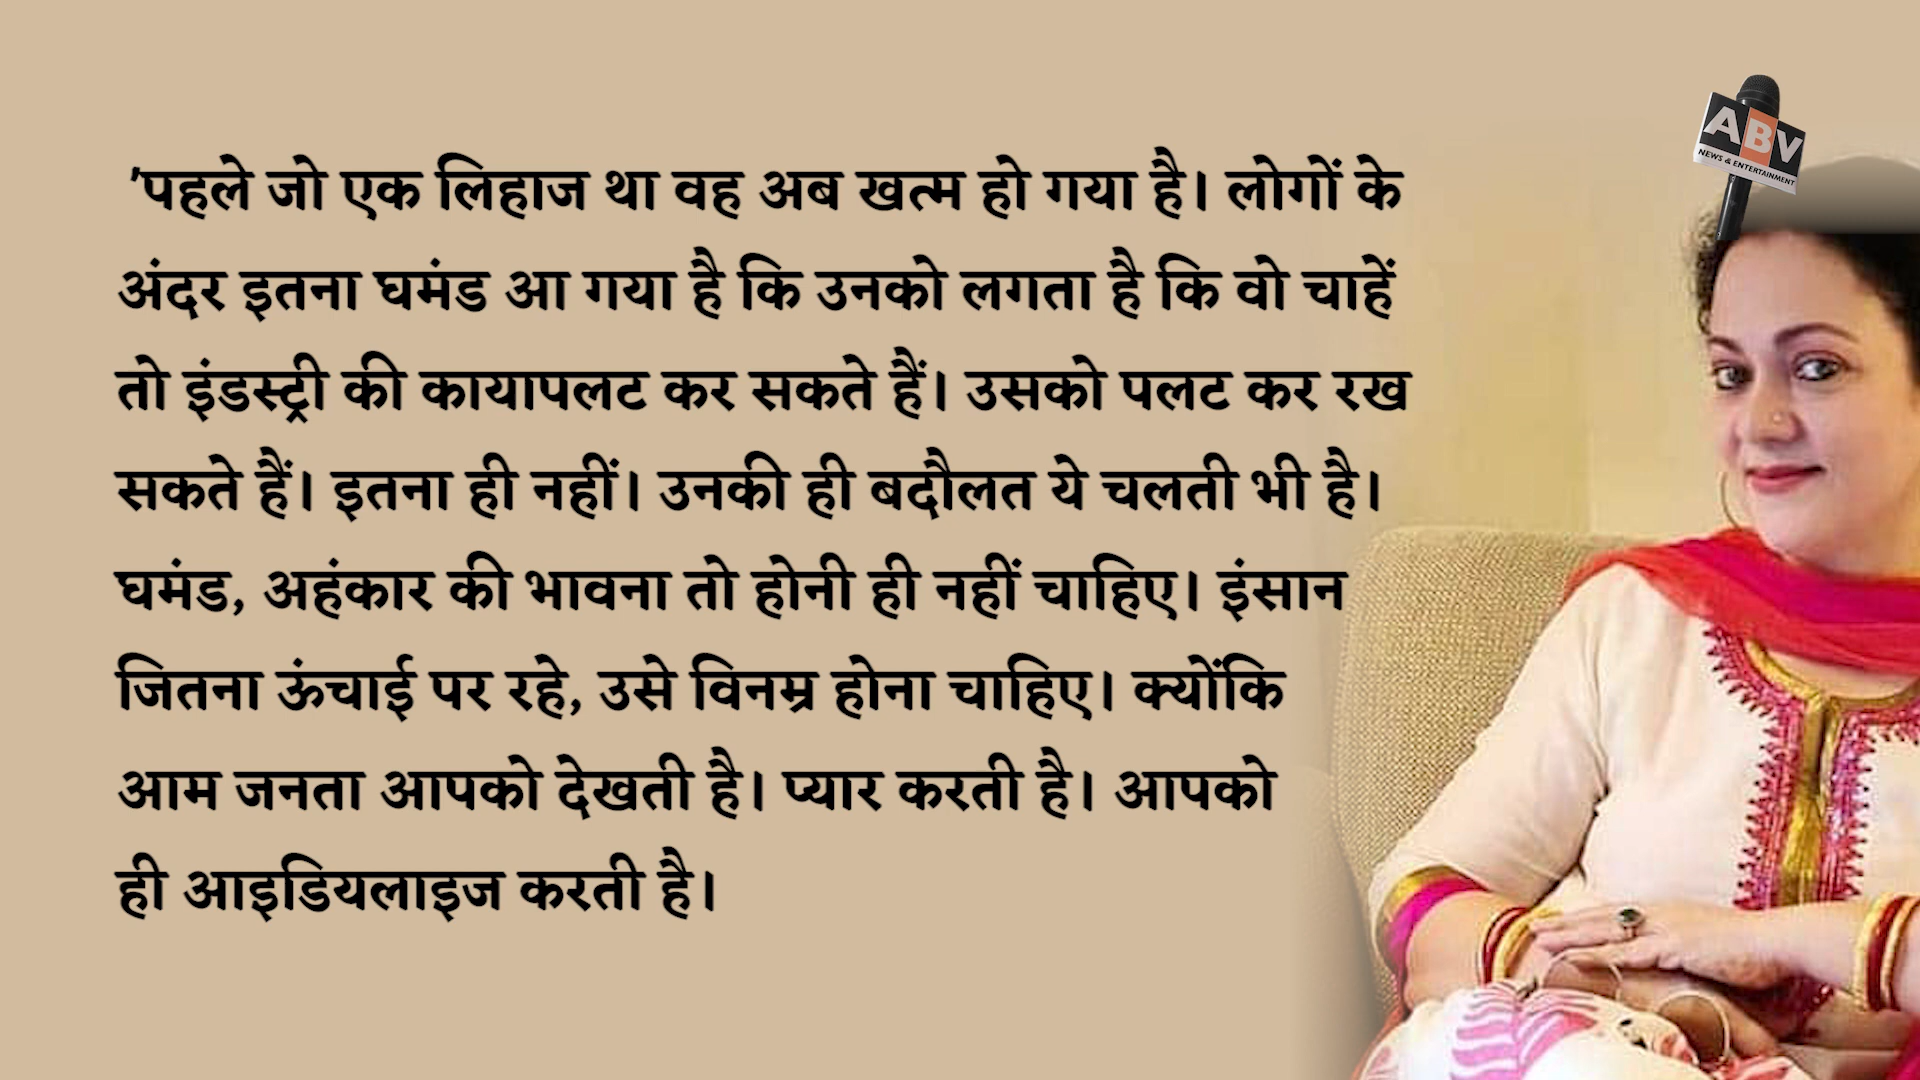 'पहले जो एक लिहाज था वह अब खत्म हो गया है। लोगों के
अंदर इतना घमंड आ गया है कि उनको लगता है कि वो चाहें
तो इंडस्ट्री की कायापलट कर सकते हैं। उसको पलट कर रख
सकते हैं। इतना ही नहीं। उनकी ही बदौलत ये चलती भी है।
घमंड, अहंकार की भावना तो होनी ही नहीं चाहिए। इंसान
जितना ऊंचाई पर रहे, उसे विनम्र होना चाहिए। क्योंकि
आम जनता आपको देखती है। प्यार करती है। आपको
ही आइडियलाइज करती है।
ABV
NEWS & ENTERTAINMENT